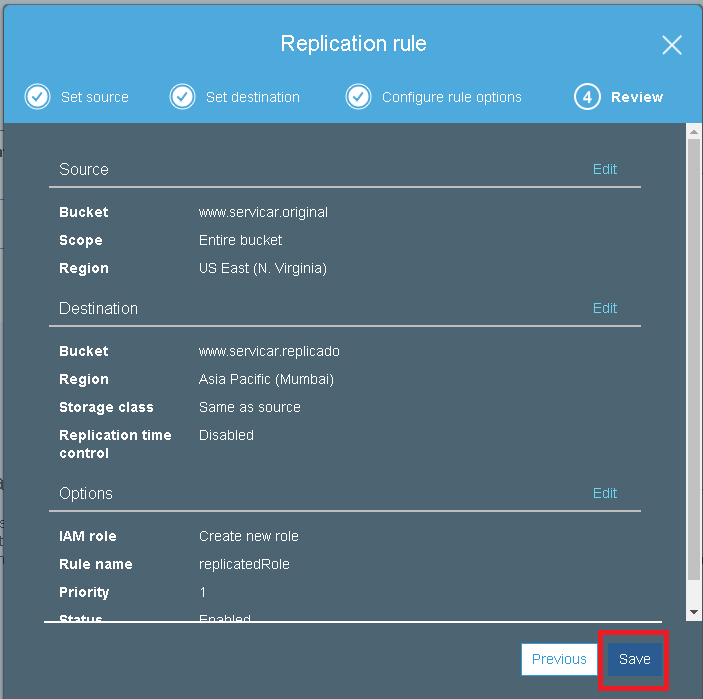 Replication rule
Set source
Set destination
Configure rule options
4 Review
Source Edit
Bucket www.servicar.original
Scope Entire bucket
Region US East (N. Virginia)
Destination Edit
Bucket www.servicar.replicado
Region Asia Pacific (Mumbai)
Storage class Same as source
Replication time Disabled
control
Options Edit
IAM role Create new role
Rule name replicatedRole
Priority 1
Status Enabled
Previous Save